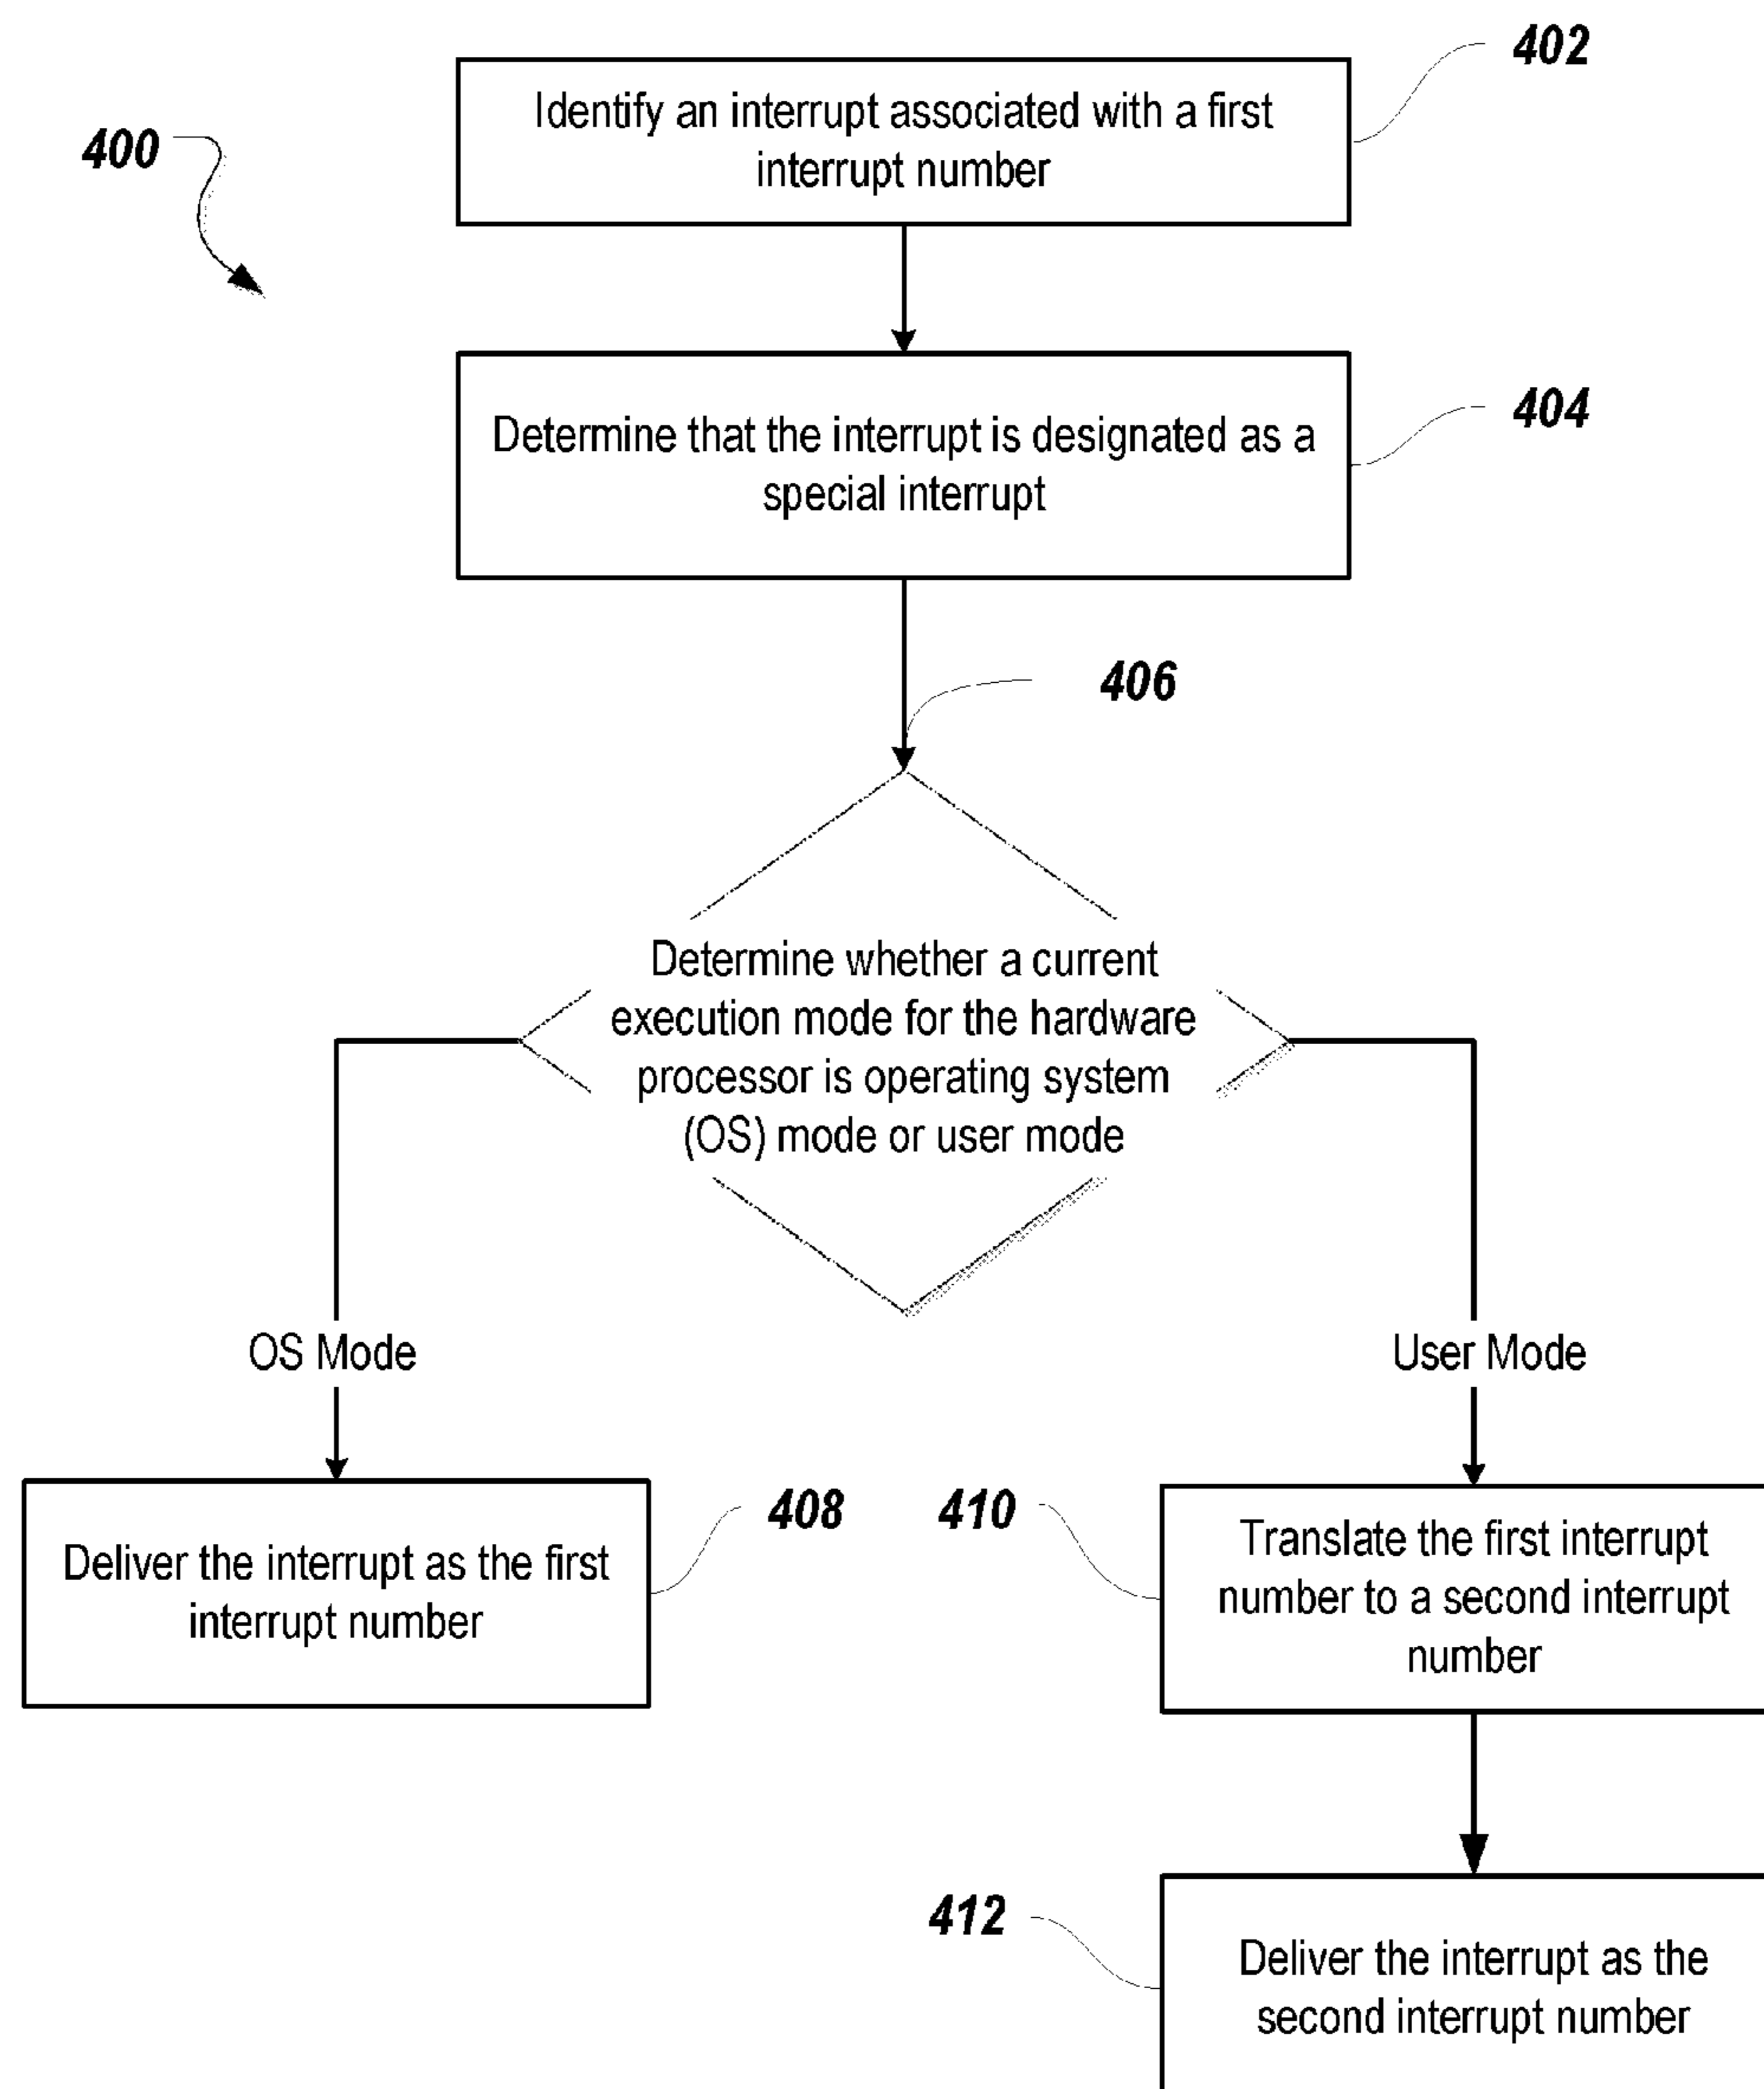 402
Identify an interrupt associated with a first
interrupt number
400
404
Determine that the interrupt is designated as a
special interrupt
406
Determine whether a current
execution mode for the hardware
processor is operating system
(OS) mode or user mode
OS Mode
User Mode
408
Deliver the interrupt as the first
interrupt number
410
Translate the first interrupt
number to a second interrupt
number
412
Deliver the interrupt as the
second interrupt number